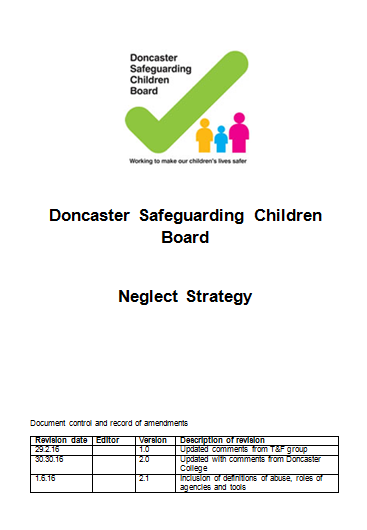 Doncaster
Safeguarding
Children
Board
Working to make our children's lives safer
Doncaster Safeguarding Children
Board
Neglect Strategy
Document control and record of amendments
Revision date Editor Version Description of revision
29.2.16 1.0 Updated comments from T&F group
30.30.16 2.0 Updated with comments from Doncaster
College
1.6.16 2.1 Inclusion of definitions of abuse, roles of
agencies and tools